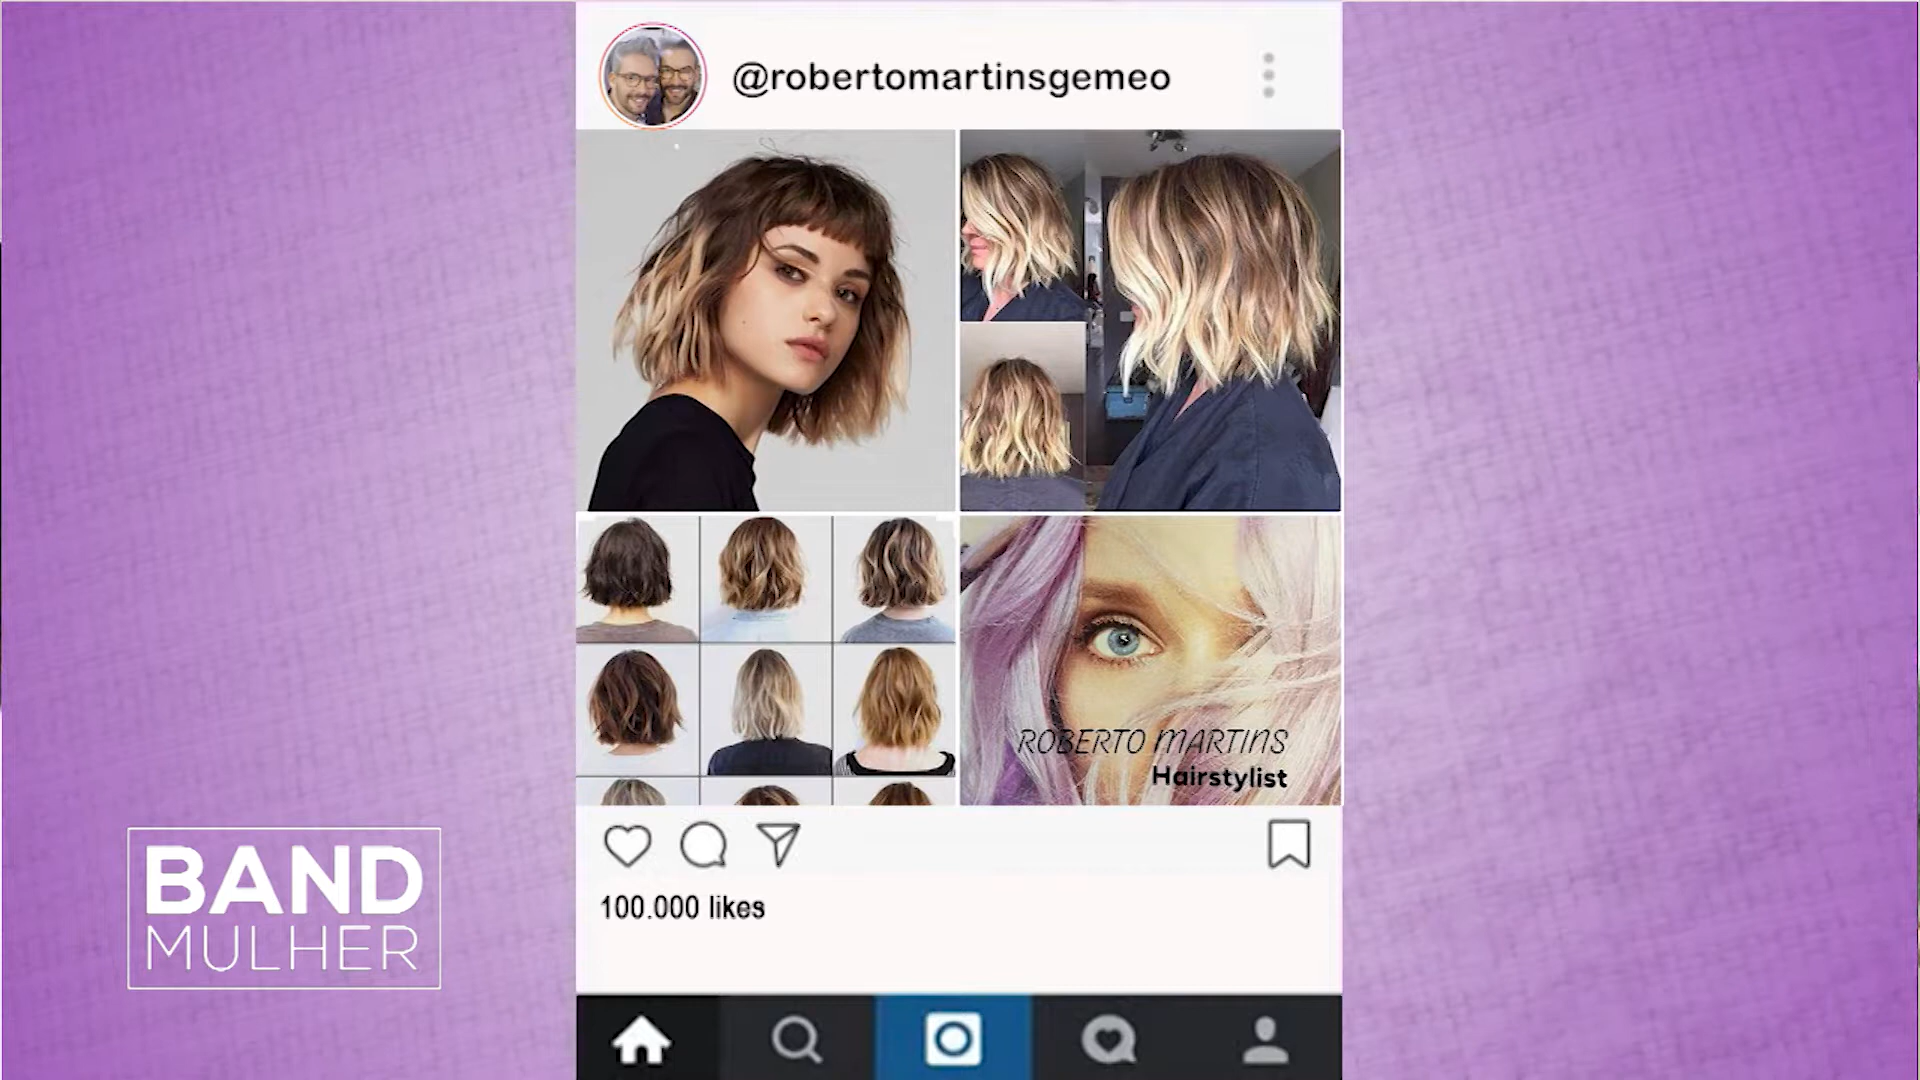 @robertomartinsgemeo
ROBERTO MARTINS
Hairstylist
100.000 likes
BAND
MULHER